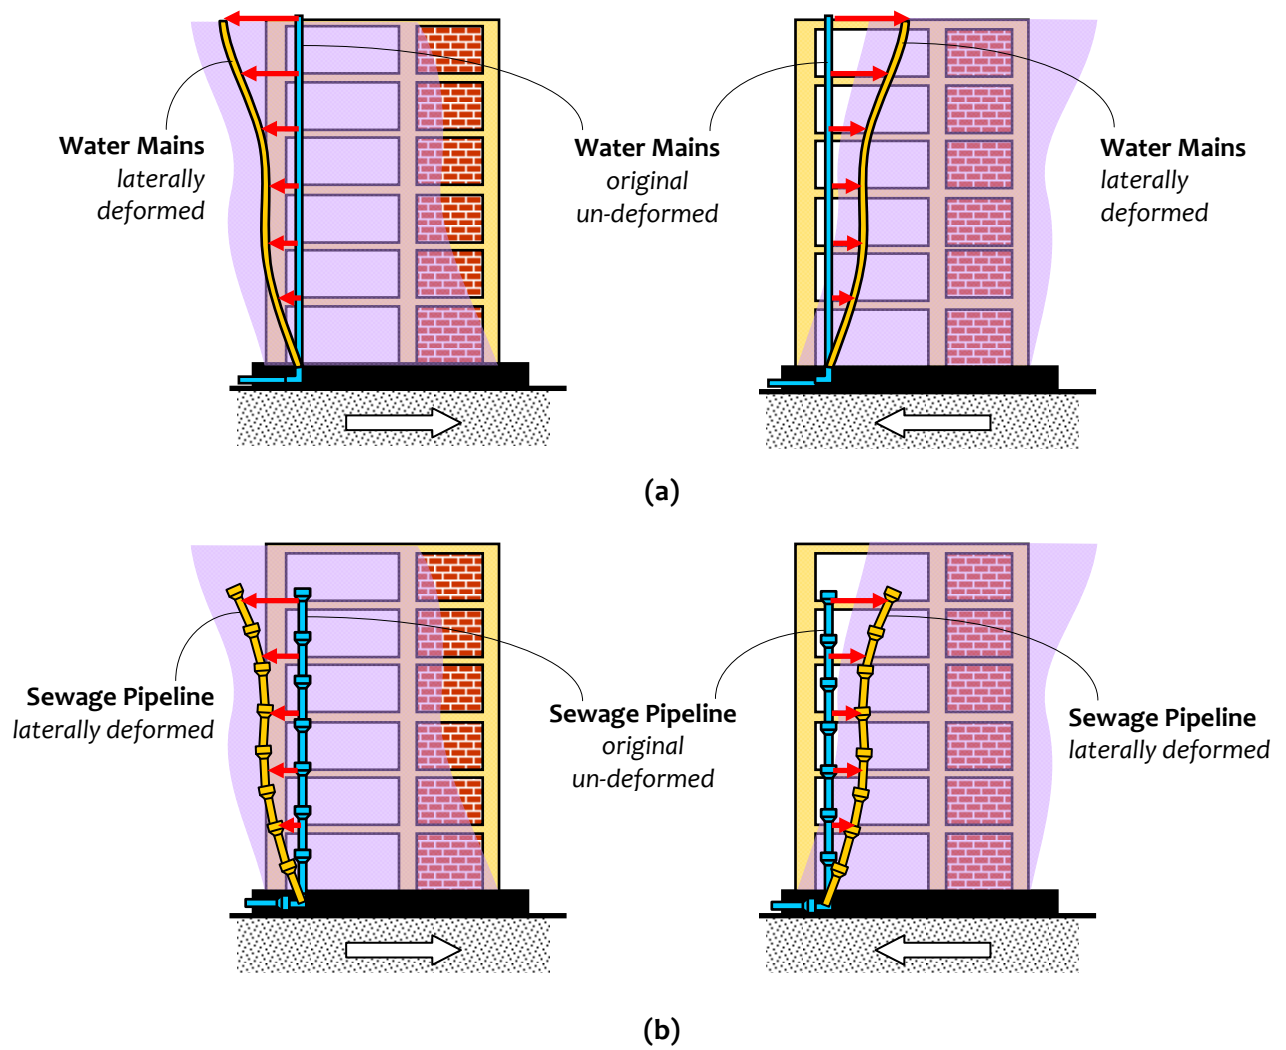 Water Mains
laterally
deformed
Water Mains
original
un-deformed
Water Mains
laterally
deformed
(a)
Sewage Pipeline
laterally deformed
Sewage Pipeline
original
un-deformed
Sewage Pipeline
laterally deformed
(b)